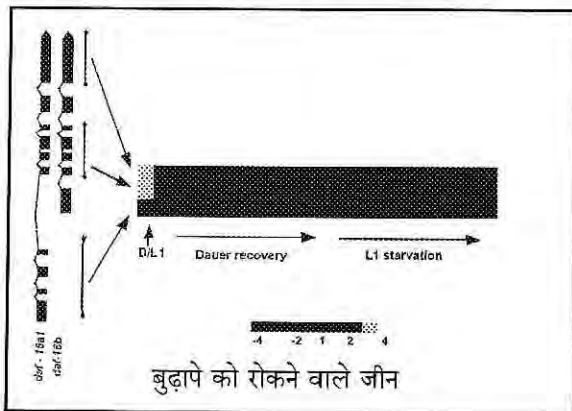 daf-16a1
daf-16b
D/L1
Dauer recovery
L1 starvation
-4 -2 1 2 4
बुढ़ापे को रोकने वाले जीन